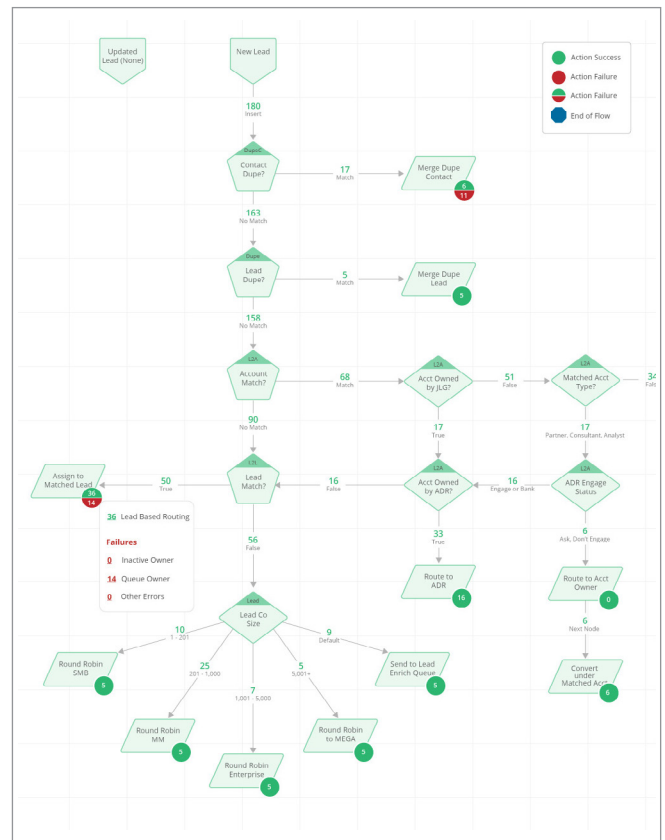 Updated
Lead (None)
New Lead
Action Success
Action Failure
Action Failure
End of Flow
180
Insert
DupeC
Contact
Dupe?
17
Match
Merge Dupe
Contact
6
11
163
No Match
Dupe
Lead
Dupe?
5
Match
Merge Dupe
Lead
5
158
No Match
L2A
Account
Match?
68
Match
L2A
Acct Owned
by JLG?
51
False
L2A
Matched Acct
Type?
34
90
No Match
17
True
17
Partner, Consultant, Analyst
Assign to
Matched Lead
36
14
50
True
L2L
Lead
Match?
16
False
L2A
Acct Owned
by ADR?
16
Engage or Bank
L2A
ADR Engage
Status
36 Lead Based Routing
Failures
0 Inactive Owner
14 Queue Owner
0 Other Errors
56
False
33
True
6
Ask, Don't Engage
Route to
ADR
16
Route to Acct
Owner
0
Lead
Lead Co
Size
6
Next Node
10
1 - 201
25
201 - 1,000
7
1,001 - 5,000
5
5,001+
9
Default
Round Robin
SMB
5
Send to Lead
Enrich Queue
5
Convert
under
Matched Acct
6
Round Robin
MM
5
Round Robin
Enterprise
5
Round Robin
to MEGA
5